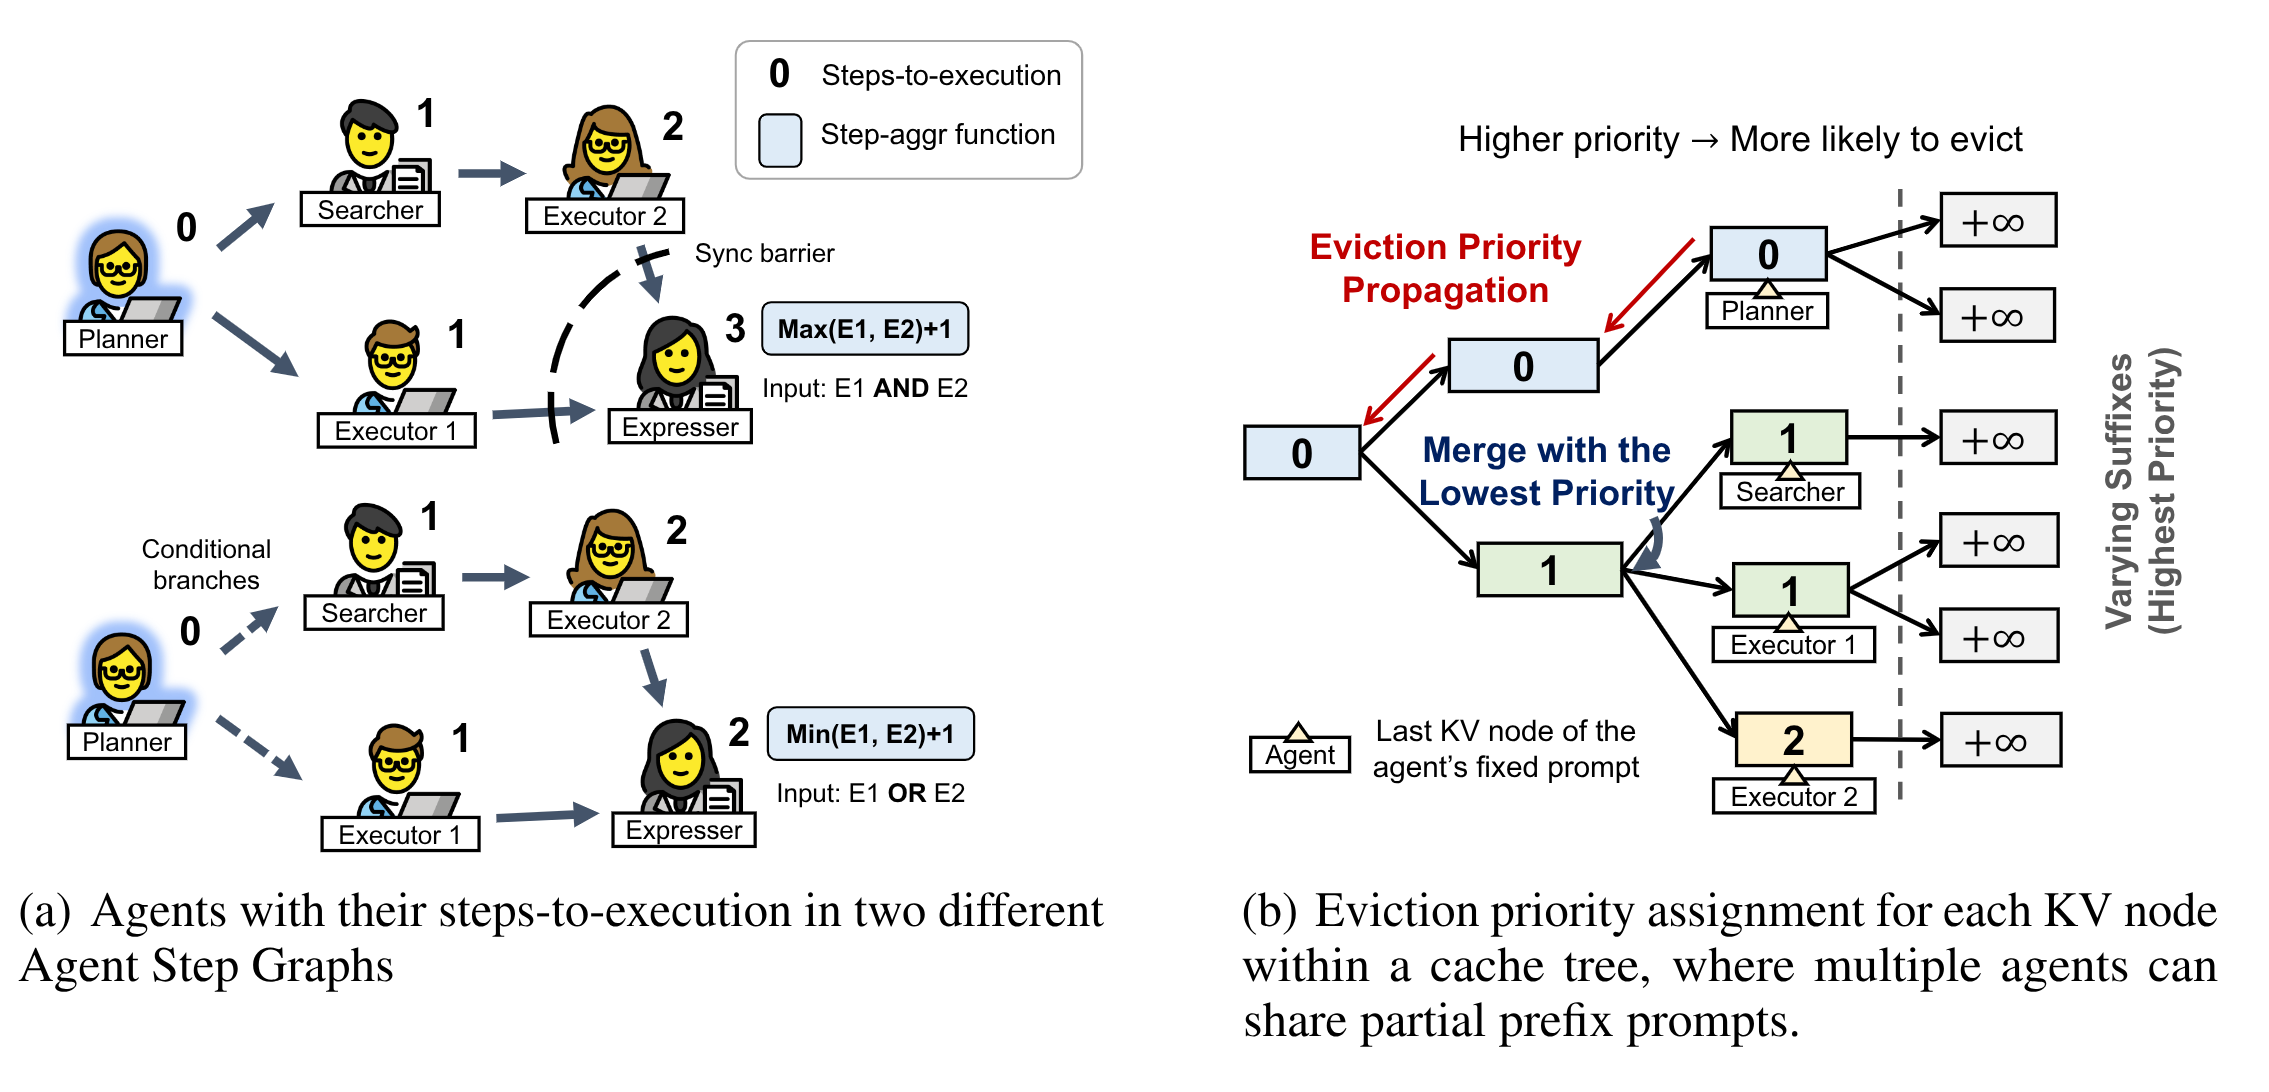 0 Steps-to-execution
Step-aggr function
1
Searcher
2
Executor 2
0
Planner
Sync barrier
1
Executor 1
3
Max(E1, E2)+1
Input: E1 AND E2
Expresser
Conditional
branches
1
Searcher
2
Executor 2
0
Planner
1
Executor 1
2
Min(E1, E2)+1
Input: E1 OR E2
Expresser
(a) Agents with their steps-to-execution in two different
Agent Step Graphs
Higher priority → More likely to evict
Eviction Priority
Propagation
0
Planner
+∞
+∞
0
0
Merge with the
Lowest Priority
1
Searcher
+∞
1
1
Executor 1
+∞
+∞
2
Executor 2
+∞
Varying Suffixes
(Highest Priority)
Agent
Last KV node of the
agent's fixed prompt
(b) Eviction priority assignment for each KV node
within a cache tree, where multiple agents can
share partial prefix prompts.